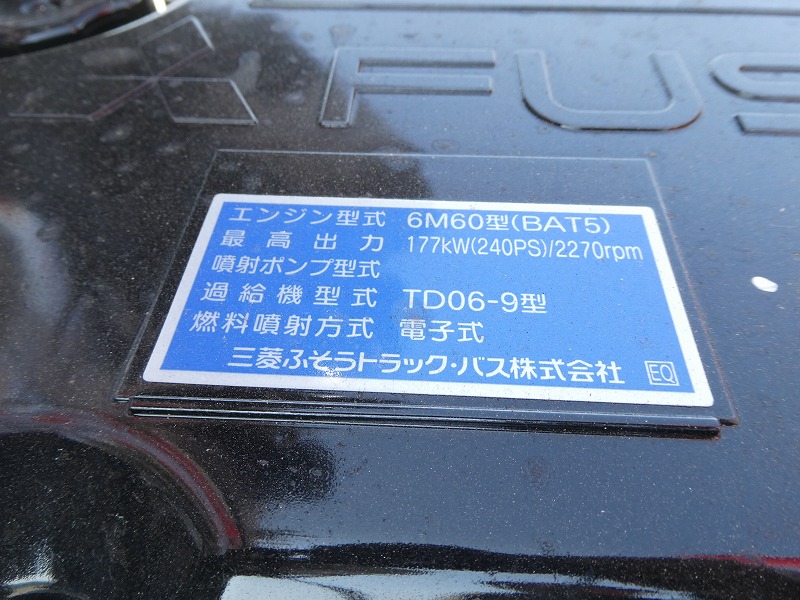 FUS
エンジン型式 6M60型(BAT5)
最高出力 177kW(240PS)/2270rpm
噴射ポンプ型式
過給機型式 TD06-9型
燃料噴射方式 電子式
三菱ふそうトラック・バス株式会社 EQ